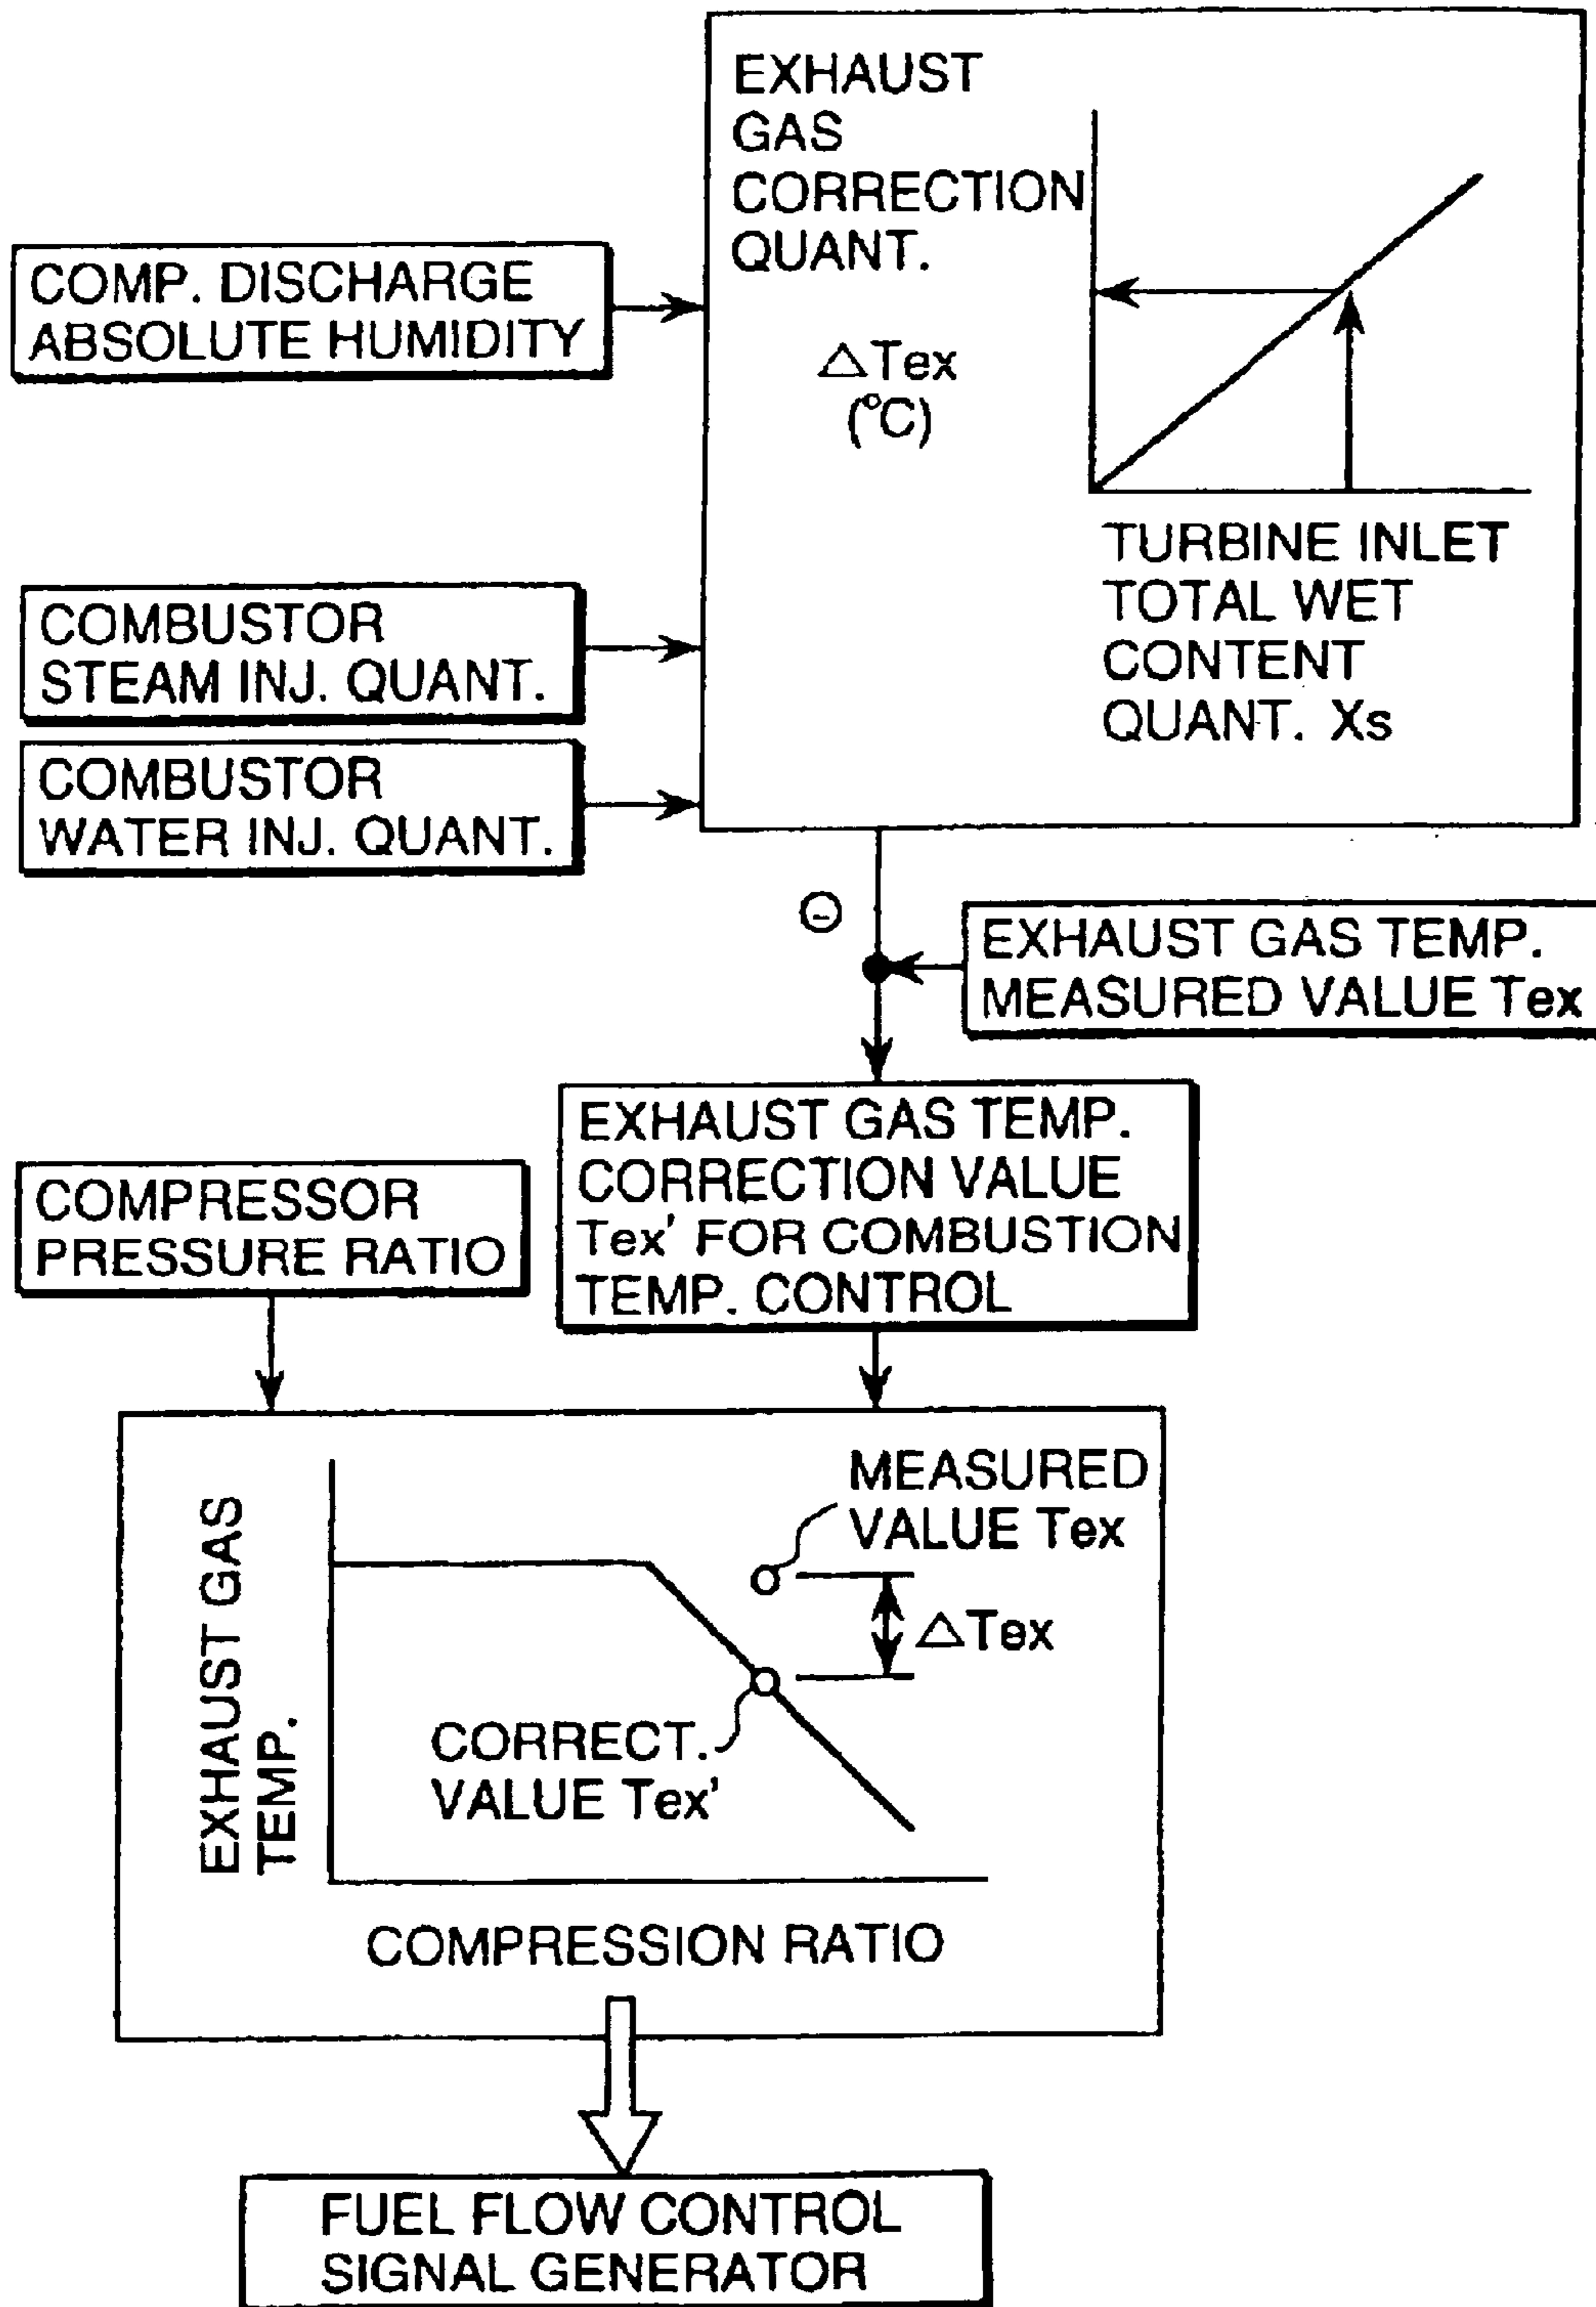 EXHAUST
GAS
CORRECTION
QUANT.
△Tex
(°C)
TURBINE INLET
TOTAL WET
CONTENT
QUANT. Xs
COMP. DISCHARGE
ABSOLUTE HUMIDITY
COMBUSTOR
STEAM INJ. QUANT.
COMBUSTOR
WATER INJ. QUANT.
⊖
EXHAUST GAS TEMP.
MEASURED VALUE Tex
EXHAUST GAS TEMP.
CORRECTION VALUE
Tex' FOR COMBUSTION
TEMP. CONTROL
COMPRESSOR
PRESSURE RATIO
EXHAUST GAS
TEMP.
MEASURED
VALUE Tex
△Tex
CORRECT.
VALUE Tex'
COMPRESSION RATIO
FUEL FLOW CONTROL
SIGNAL GENERATOR